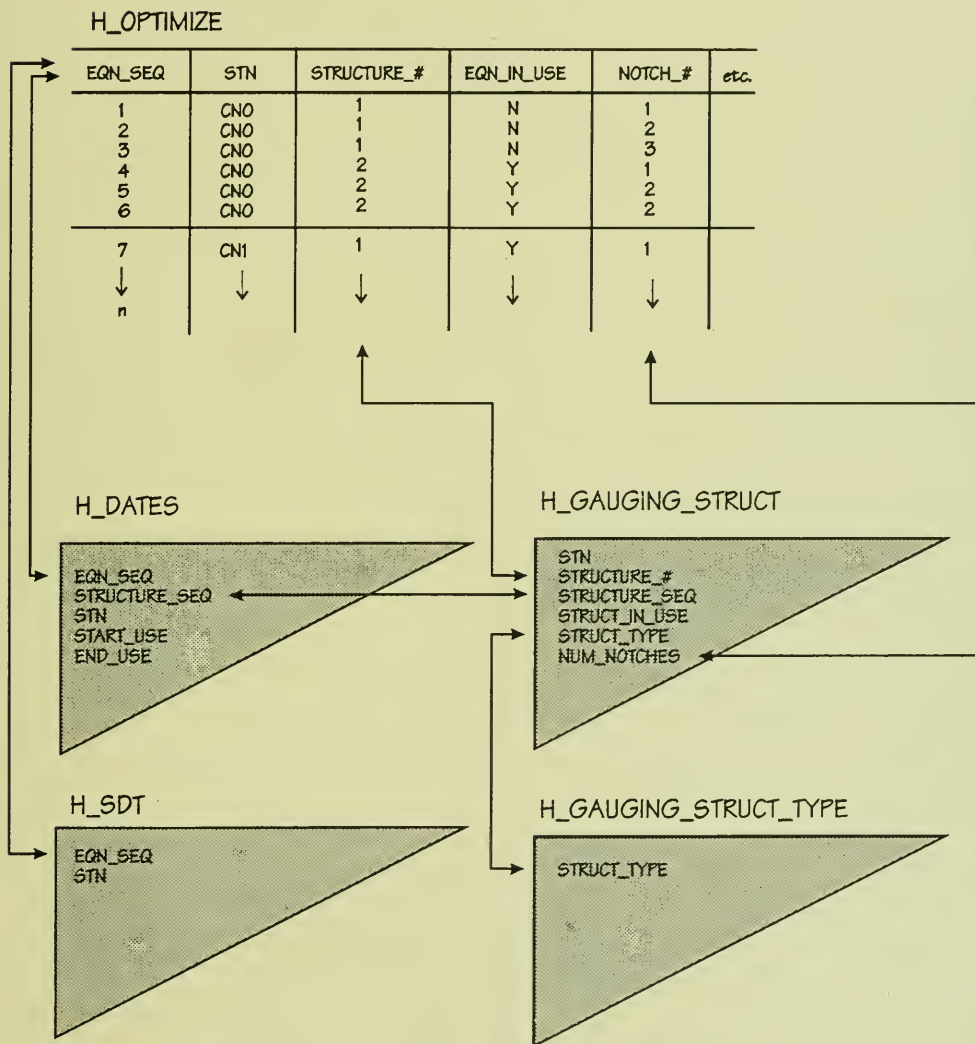 H_OPTIMIZE
EQN_SEQ STN STRUCTURE_# EQN_IN_USE NOTCH_# etc.
1 CNO 1 N 1
2 CNO 1 N 2
3 CNO 1 N 3
4 CNO 2 Y 1
5 CNO 2 Y 2
6 CNO 2 Y 2
7 CN1 1 Y 1
n
H_DATES
EQN_SEQ
STRUCTURE_SEQ
STN
START_USE
END_USE
H_GAUGING_STRUCT
STN
STRUCTURE_#
STRUCTURE_SEQ
STRUCT_IN_USE
STRUCT_TYPE
NUM_NOTCHES
H_SDT
EQN_SEQ
STN
H_GAUGING_STRUCT_TYPE
STRUCT_TYPE